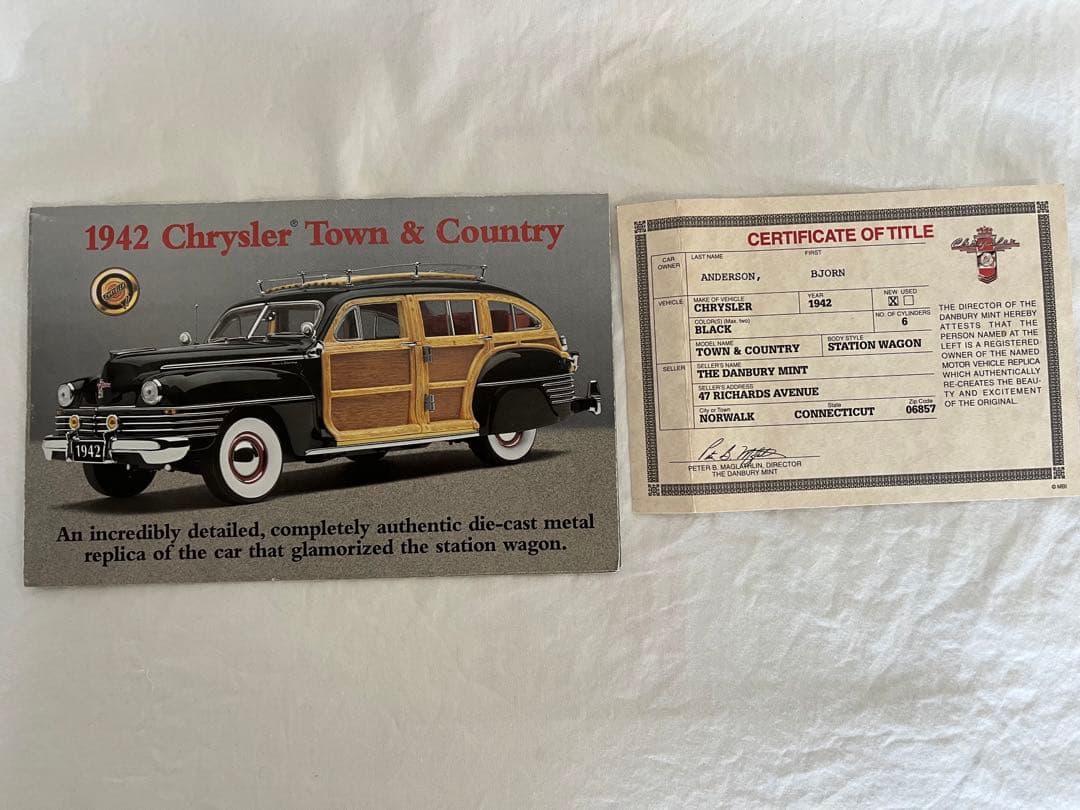 1942 Chrysler® Town & Country
1942
An incredibly detailed, completely authentic die-cast metal
replica of the car that glamorized the station wagon.
CERTIFICATE OF TITLE
CAR OWNER
LAST NAME FIRST
ANDERSON, BJORN
VEHICLE
MAKE OF VEHICLE
CHRYSLER
YEAR
1942
NEW USED
X
COLOR(S) (Max. two)
BLACK
NO. OF CYLINDERS
6
MODEL NAME
TOWN & COUNTRY
BODY STYLE
STATION WAGON
SELLER
SELLER'S NAME
THE DANBURY MINT
SELLER'S ADDRESS
47 RICHARDS AVENUE
City or Town State Zip Code
NORWALK CONNECTICUT 06857
PETER B. MAGLATHLIN, DIRECTOR
THE DANBURY MINT
Chrysler
THE DIRECTOR OF THE
DANBURY MINT HEREBY
ATTESTS THAT THE
PERSON NAMED AT THE
LEFT IS A REGISTERED
OWNER OF THE NAMED
MOTOR VEHICLE REPLICA
WHICH AUTHENTICALLY
RE-CREATES THE BEAU-
TY AND EXCITEMENT
OF THE ORIGINAL.
© MBI